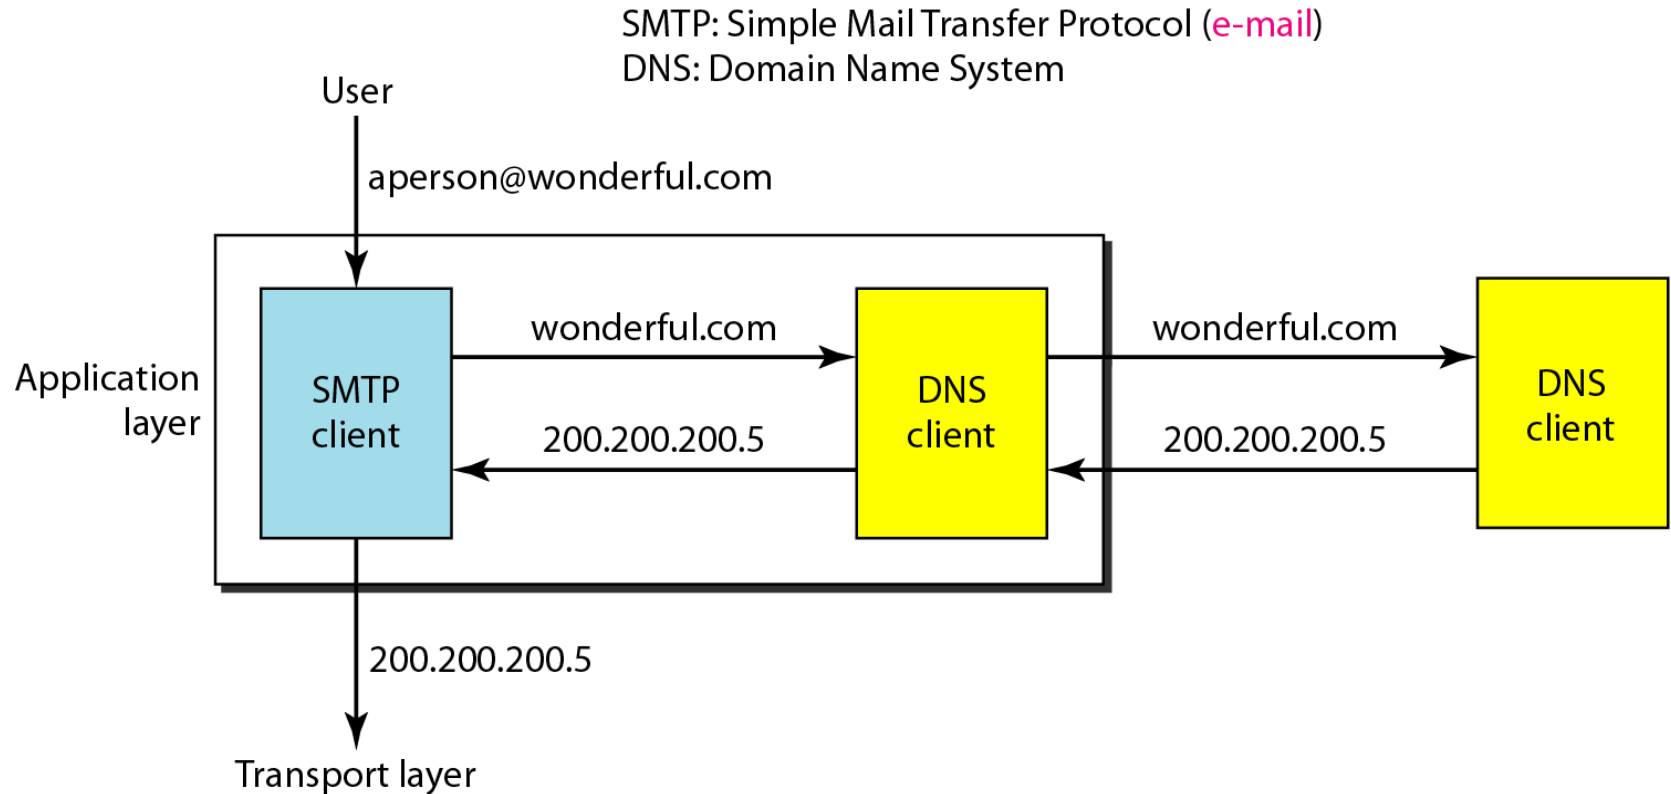 SMTP: Simple Mail Transfer Protocol (e-mail)
DNS: Domain Name System
User
aperson@wonderful.com
Application
layer
SMTP
client
wonderful.com
200.200.200.5
DNS
client
wonderful.com
200.200.200.5
DNS
client
200.200.200.5
Transport layer